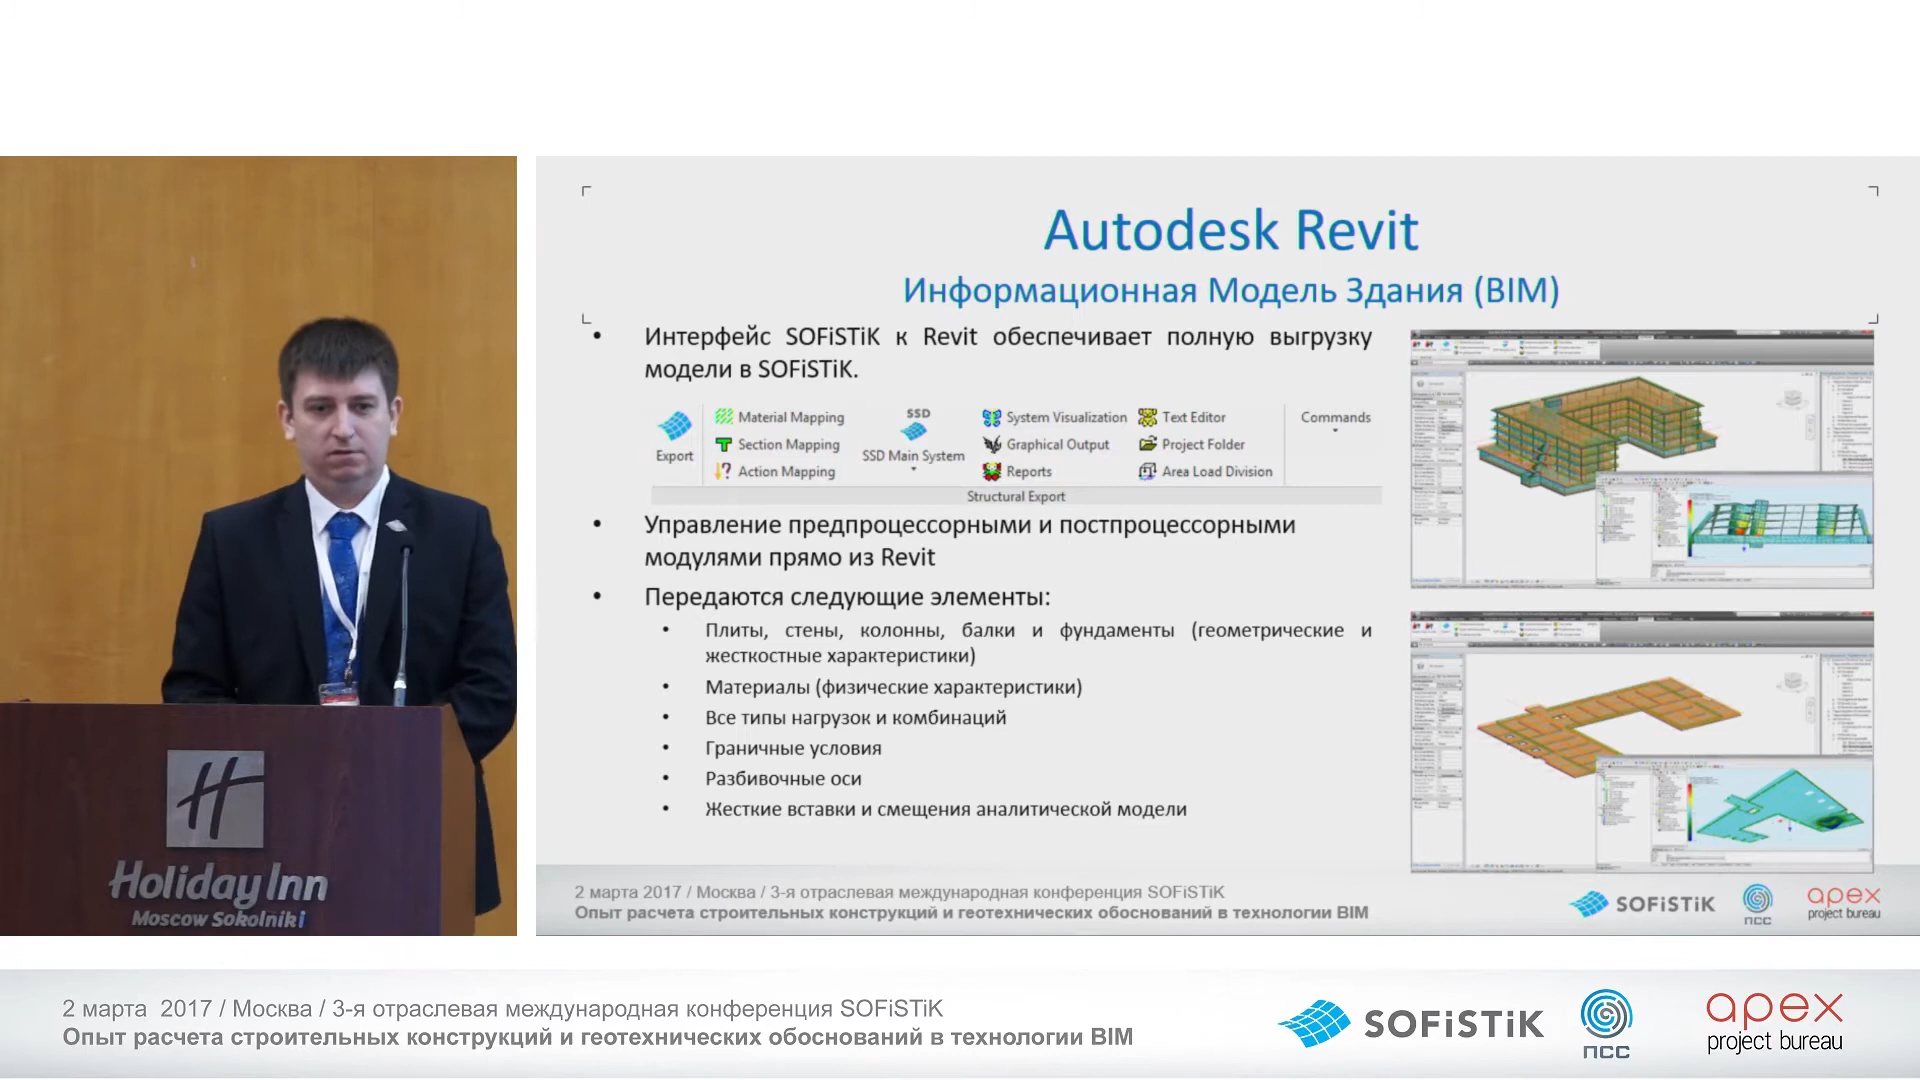 Autodesk Revit
Информационная Модель Здания (BIM)
• Интерфейс SOFiSTiK к Revit обеспечивает полную выгрузку
модели в SOFiSTiK.
Export
Material Mapping
Section Mapping
Action Mapping
SSD
SSD Main System
System Visualization
Graphical Output
Reports
Text Editor
Project Folder
Area Load Division
Commands
Structural Export
• Управление предпроцессорными и постпроцессорными
модулями прямо из Revit
• Передаются следующие элементы:
• Плиты, стены, колонны, балки и фундаменты (геометрические и
жесткостные характеристики)
• Материалы (физические характеристики)
• Все типы нагрузок и комбинаций
• Граничные условия
• Разбивочные оси
• Жесткие вставки и смещения аналитической модели
2 марта 2017 / Москва / 3-я отраслевая международная конференция SOFiSTiK
Опыт расчета строительных конструкций и геотехнических обоснований в технологии BIM
SOFiSTiK
ПСС
apex
project bureau
H
Holiday Inn
Moscow Sokolniki
2 марта 2017 / Москва / 3-я отраслевая международная конференция SOFiSTiK
Опыт расчета строительных конструкций и геотехнических обоснований в технологии BIM
SOFiSTiK
ПСС
apex
project bureau